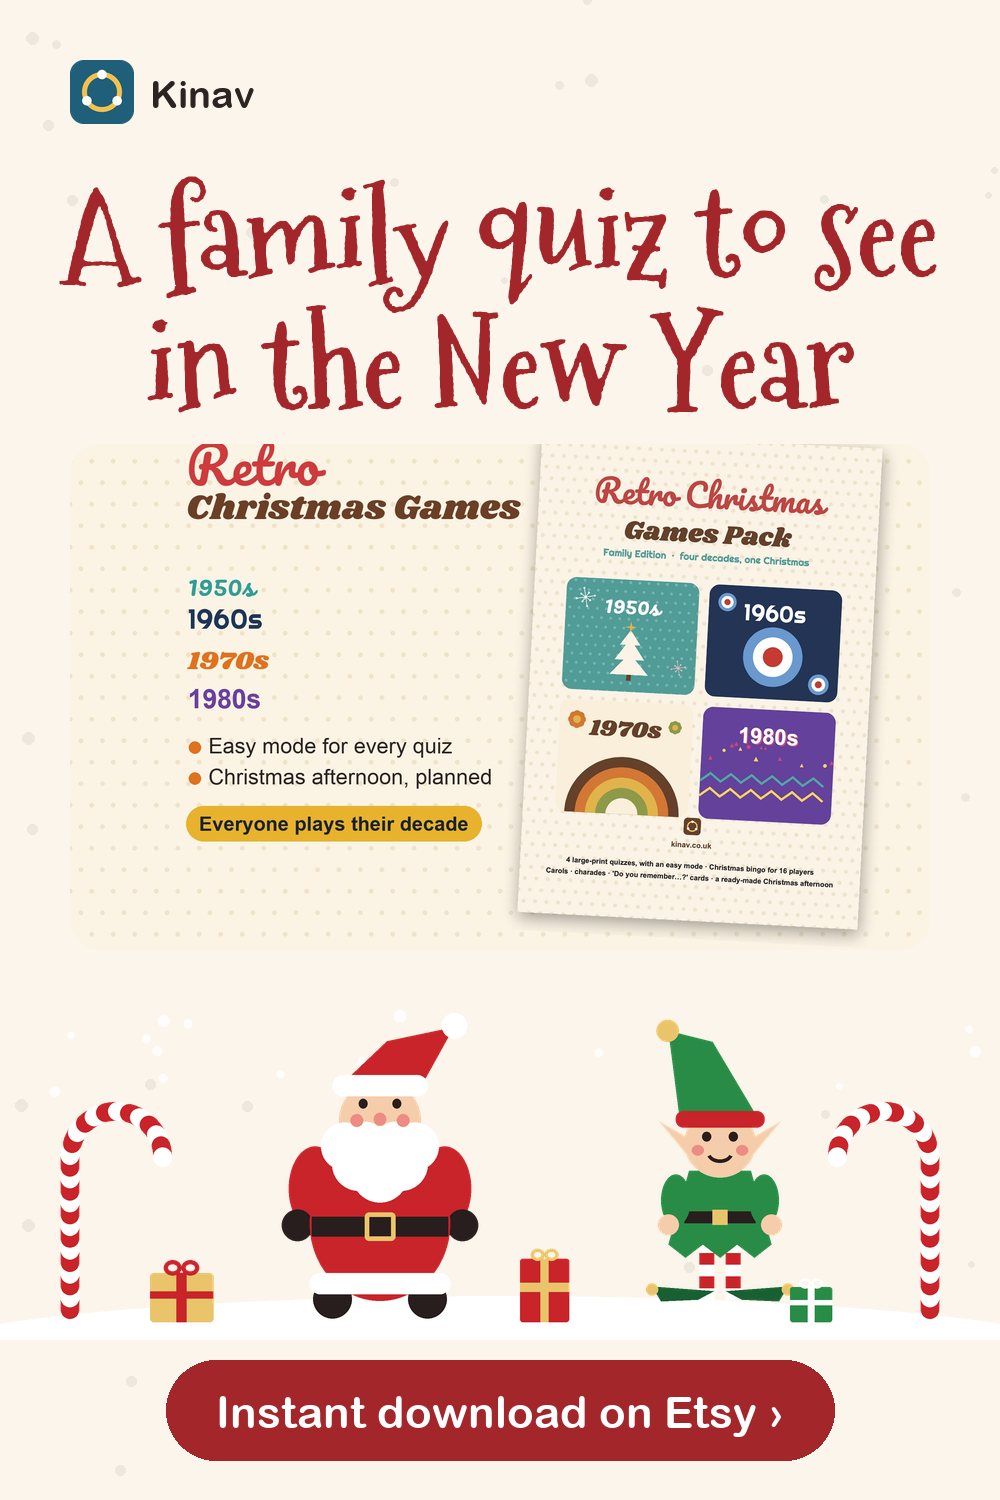 Kinav
A family quiz to see
in the New Year
Retro
Christmas Games
1950s
1960s
1970s
1980s
Easy mode for every quiz
Christmas afternoon, planned
Everyone plays their decade
Retro Christmas
Games Pack
Family Edition · four decades, one Christmas
1950s
1960s
1970s
1980s
kinav.co.uk
4 large-print quizzes, with an easy mode · Christmas bingo for 16 players
Carols · charades · 'Do you remember...?' cards · a ready-made Christmas afternoon
Instant download on Etsy ›